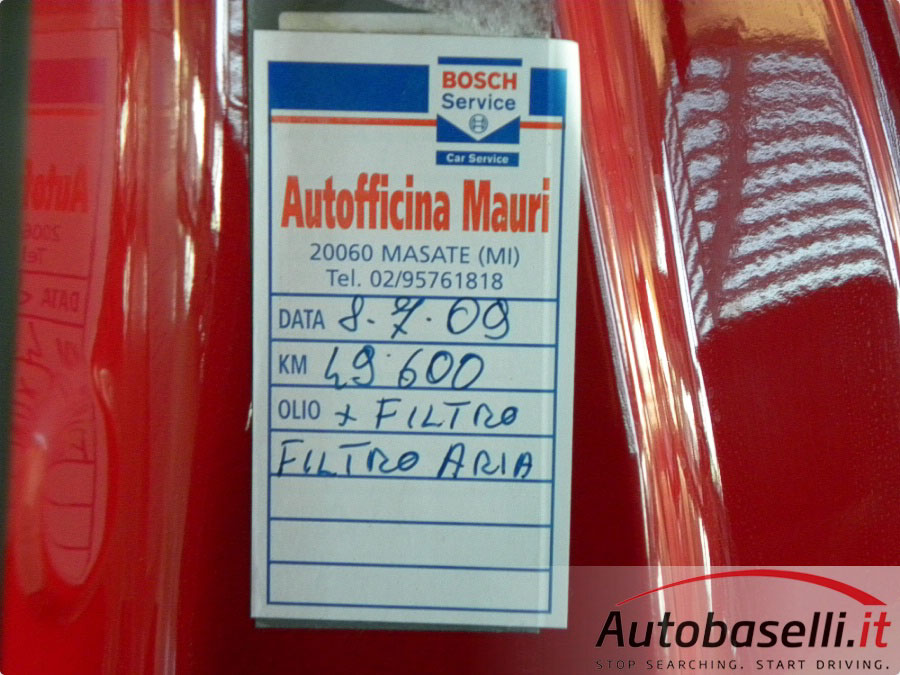 BOSCH
Service
Car Service
Autofficina Mauri
20060 MASATE (MI)
Tel. 02/95761818
DATA 8.7.09
KM 49.600
OLIO + FILTRO
FILTRO ARIA
Autobaselli.it
STOP SEARCHING. START DRIVING.